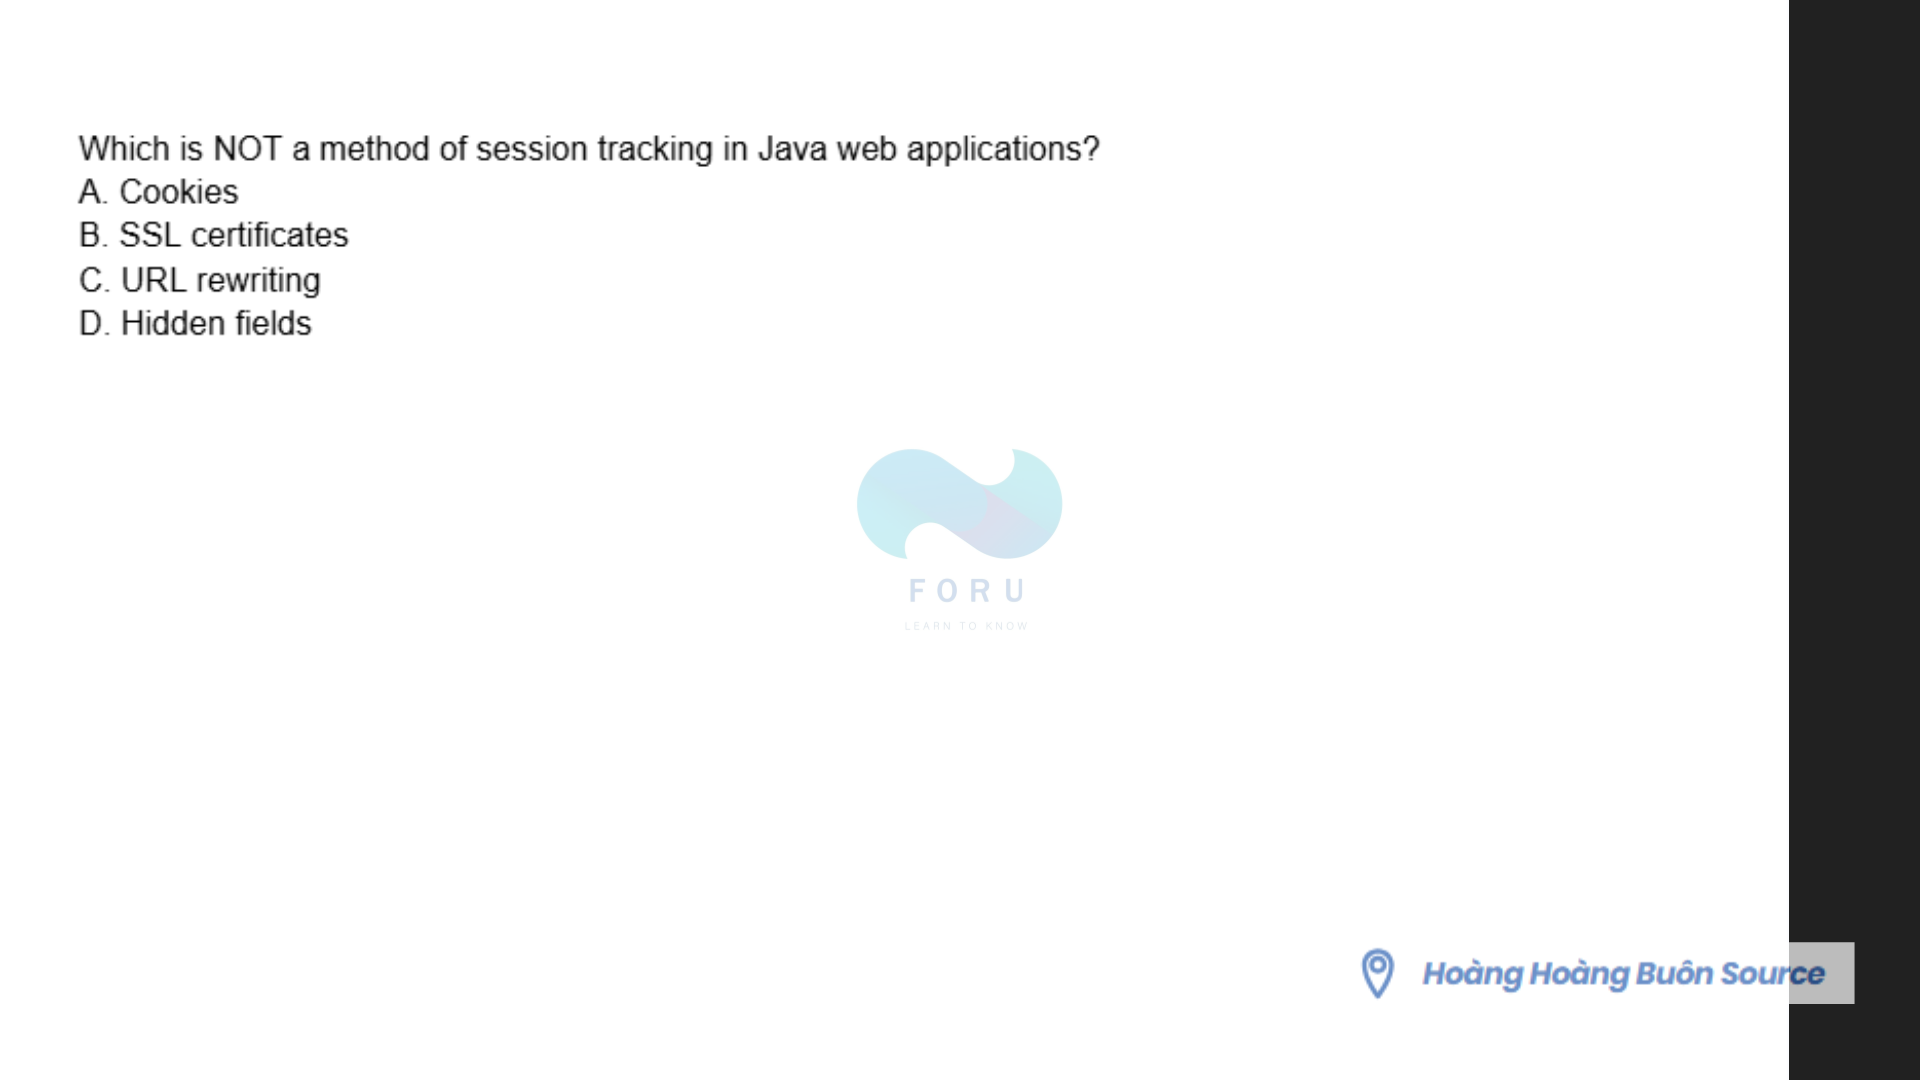 Which is NOT a method of session tracking in Java web applications?
A. Cookies
B. SSL certificates
C. URL rewriting
D. Hidden fields
FORU
LEARN TO KNOW
Hoàng Hoàng Buôn Source